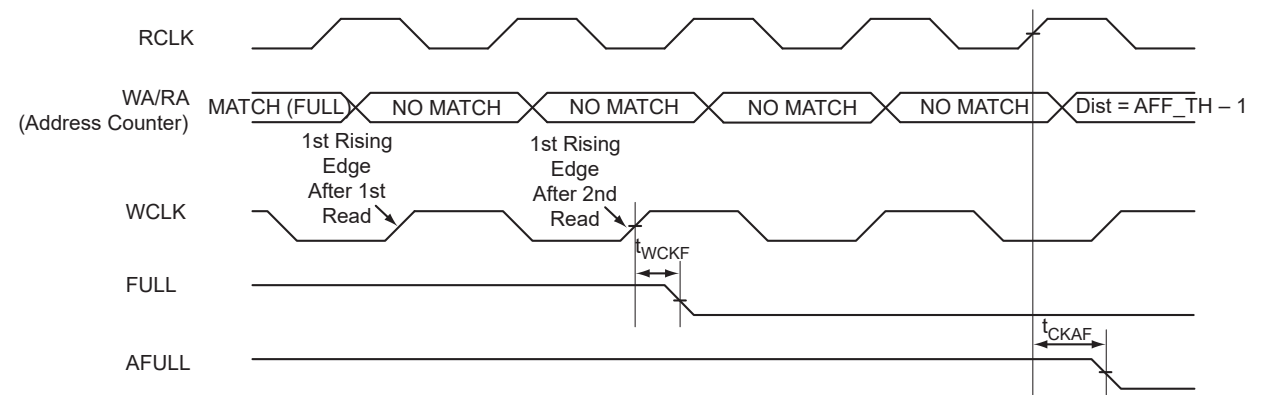 RCLK
WA/RA
(Address Counter)
MATCH (FULL)
NO MATCH
NO MATCH
NO MATCH
NO MATCH
Dist = AFF_TH – 1
1st Rising
Edge
After 1st
Read
1st Rising
Edge
After 2nd
Read
WCLK
tWCKF
FULL
tCKAF
AFULL